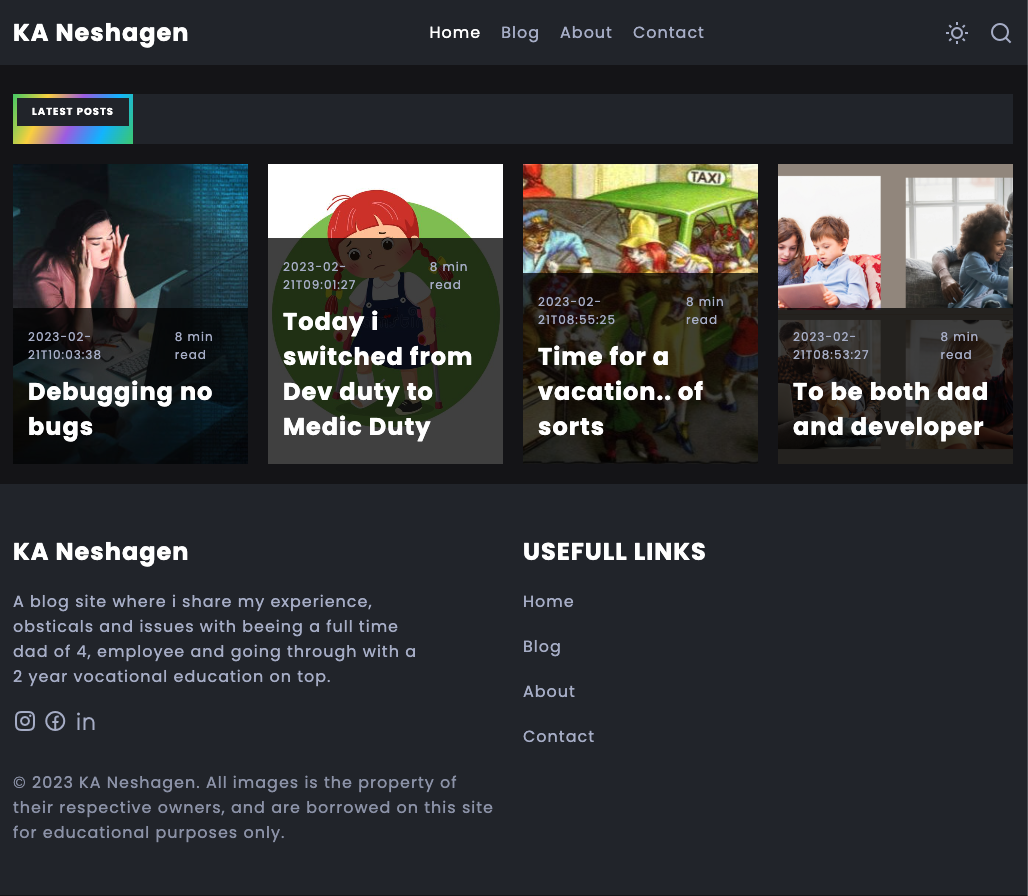 KA Neshagen
Home Blog About Contact
LATEST POSTS
2023-02-
21T10:03:38
8 min
read
Debugging no
bugs
2023-02-
21T09:01:27
8 min
read
Today i
switched from
Dev duty to
Medic Duty
TAXI
2023-02-
21T08:55:25
8 min
read
Time for a
vacation.. of
sorts
2023-02-
21T08:53:27
8 min
read
To be both dad
and developer
KA Neshagen
A blog site where i share my experience,
obsticals and issues with beeing a full time
dad of 4, employee and going through with a
2 year vocational education on top.
in
© 2023 KA Neshagen. All images is the property of
their respective owners, and are borrowed on this site
for educational purposes only.
USEFULL LINKS
Home
Blog
About
Contact